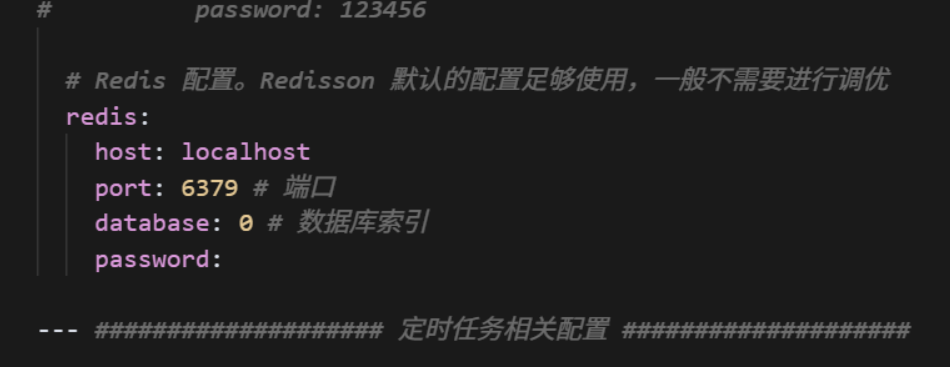 # password: 123456
# Redis 配置。Redisson 默认的配置足够使用，一般不需要进行调优
redis:
host: localhost
port: 6379 # 端口
database: 0 # 数据库索引
password:
--- #################### 定时任务相关配置 ####################